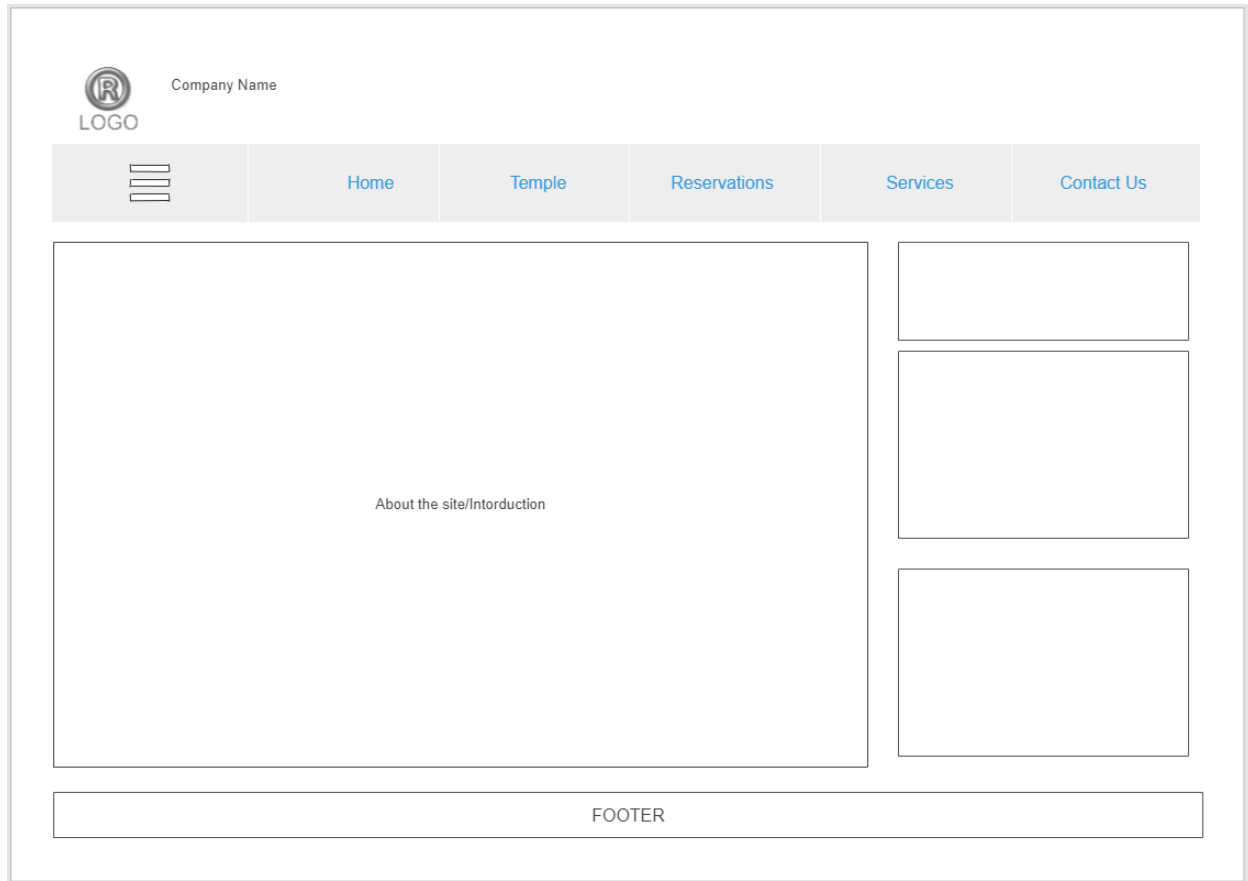 ®
LOGO
Company Name
Home
Temple
Reservations
Services
Contact Us
About the site/Intorduction
FOOTER